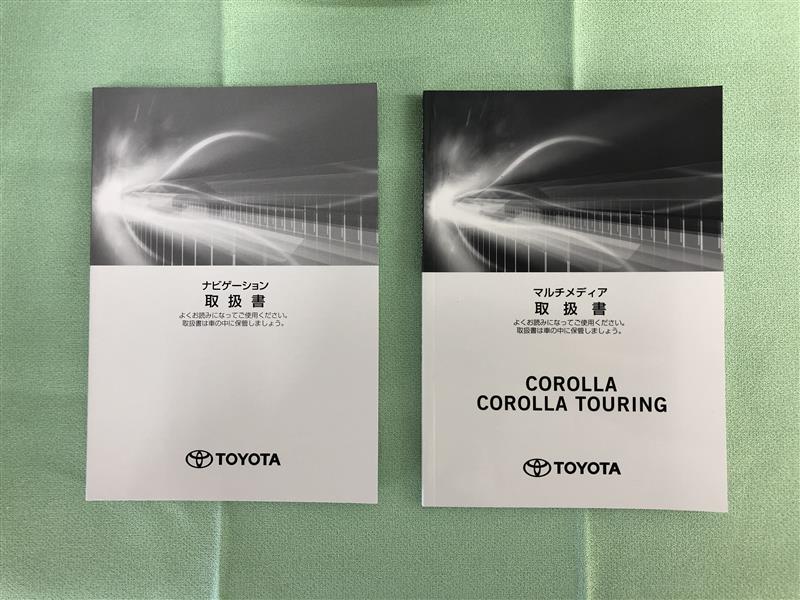 ナビゲーション
取扱書
よくお読みになってご使用ください。
取扱書は車の中に保管しましょう。
TOYOTA
マルチメディア
取扱書
よくお読みになってご使用ください。
取扱書は車の中に保管しましょう。
COROLLA
COROLLA TOURING
TOYOTA